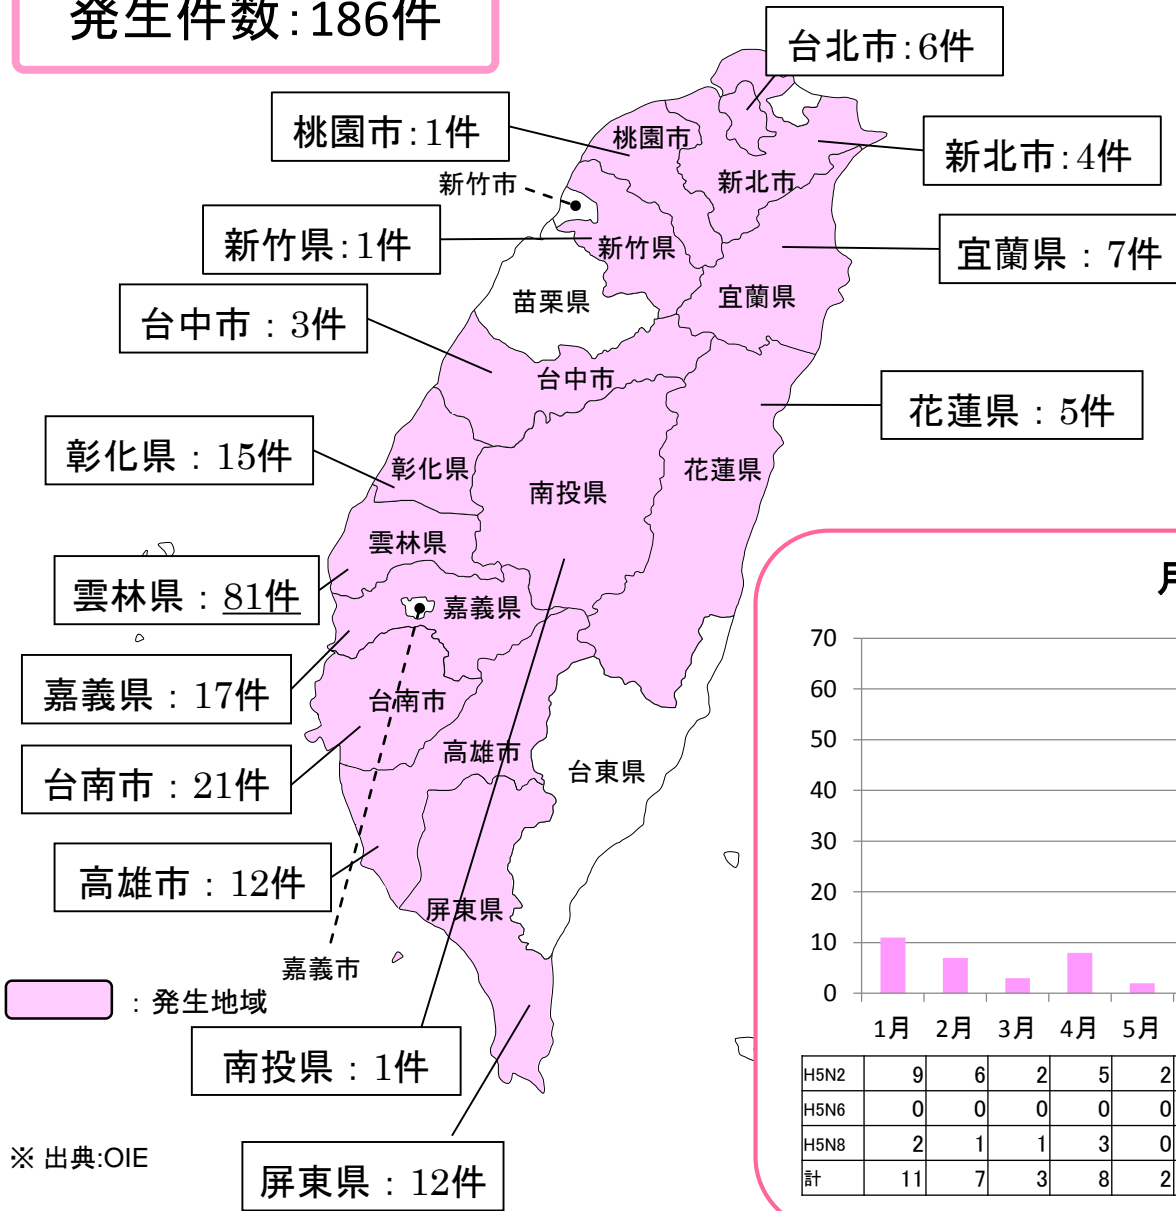 発生件数:186件
台北市:6件
桃園市:1件
桃園市
新北市:4件
新竹市
新北市
新竹県:1件
新竹県
宜蘭県：7件
苗栗県
宜蘭県
台中市：3件
台中市
花蓮県：5件
彰化県：15件
彰化県
南投県
花蓮県
雲林県
雲林県：81件
嘉義県
嘉義県：17件
台南市
台南市：21件
高雄市
台東県
高雄市：12件
屏東県
嘉義市
：発生地域
南投県：1件
※ 出典:OIE
屏東県：12件
70
60
50
40
30
20
10
0
1月 2月 3月 4月 5月
H5N2 9 6 2 5 2
H5N6 0 0 0 0 0
H5N8 2 1 1 3 0
計 11 7 3 8 2